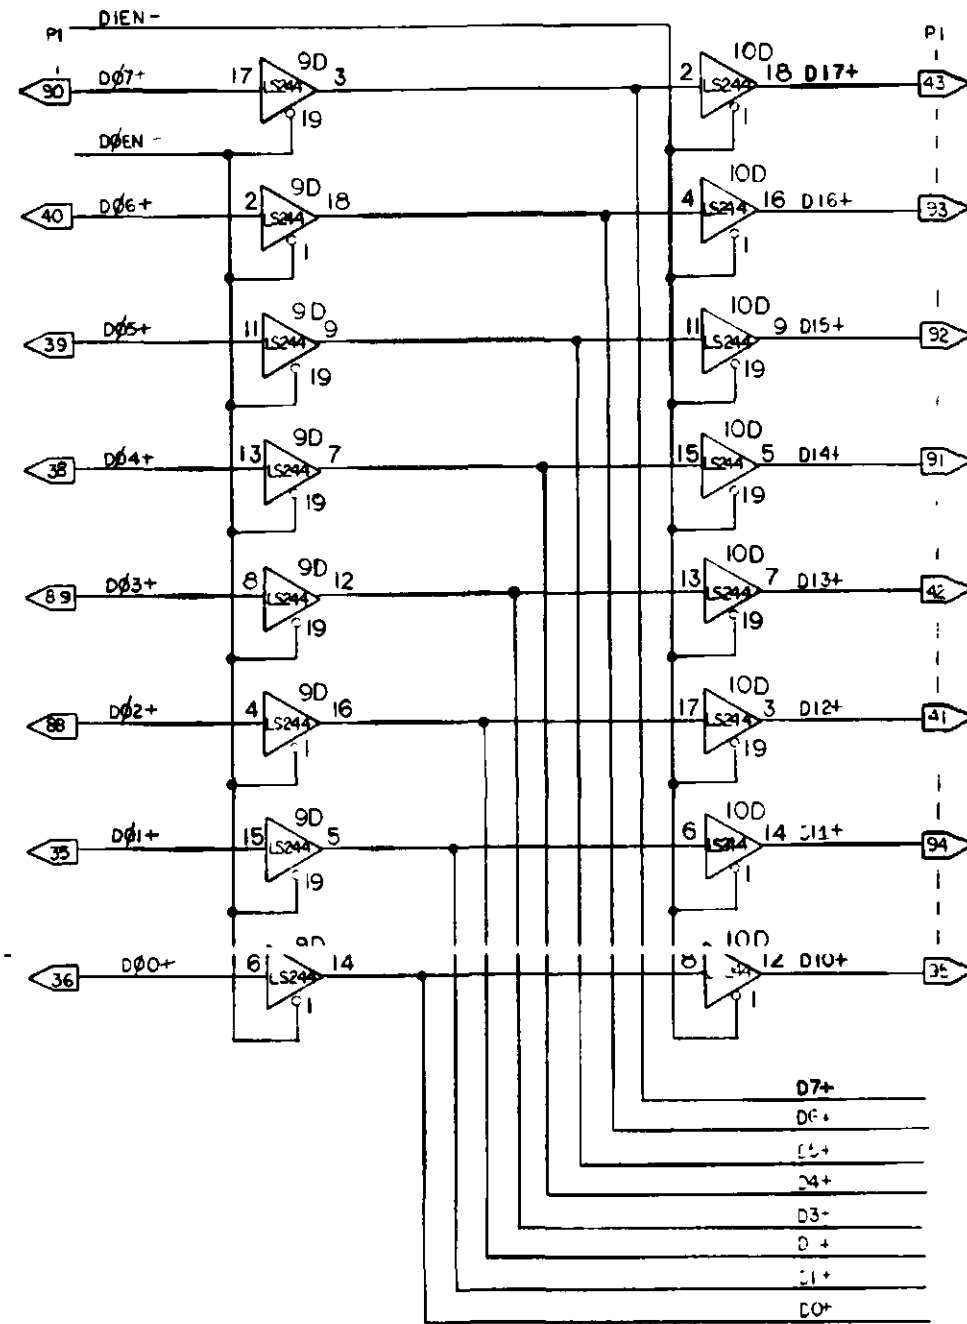 D1EN-
P1 P1
90 DØ7+ 17 9D LS244 3 19 2 10D LS244 18 D17+ 1 43
DØEN-
40 DØ6+ 2 9D LS244 18 1 4 10D LS244 16 D16+ 1 93
39 DØ5+ 11 9D LS244 9 19 11 10D LS244 9 D15+ 19 92
38 DØ4+ 13 9D LS244 7 19 15 10D LS244 5 D14+ 19 91
89 DØ3+ 8 9D LS244 12 19 13 10D LS244 7 D13+ 19 42
88 DØ2+ 4 9D LS244 16 1 17 10D LS244 3 D12+ 19 41
35 DØ1+ 15 9D LS244 5 19 6 10D LS244 14 1 94
36 DØ0+ 6 9D LS244 14 1 8 10D 12 D10+ 1
D7+
D4+
D3+
D0+